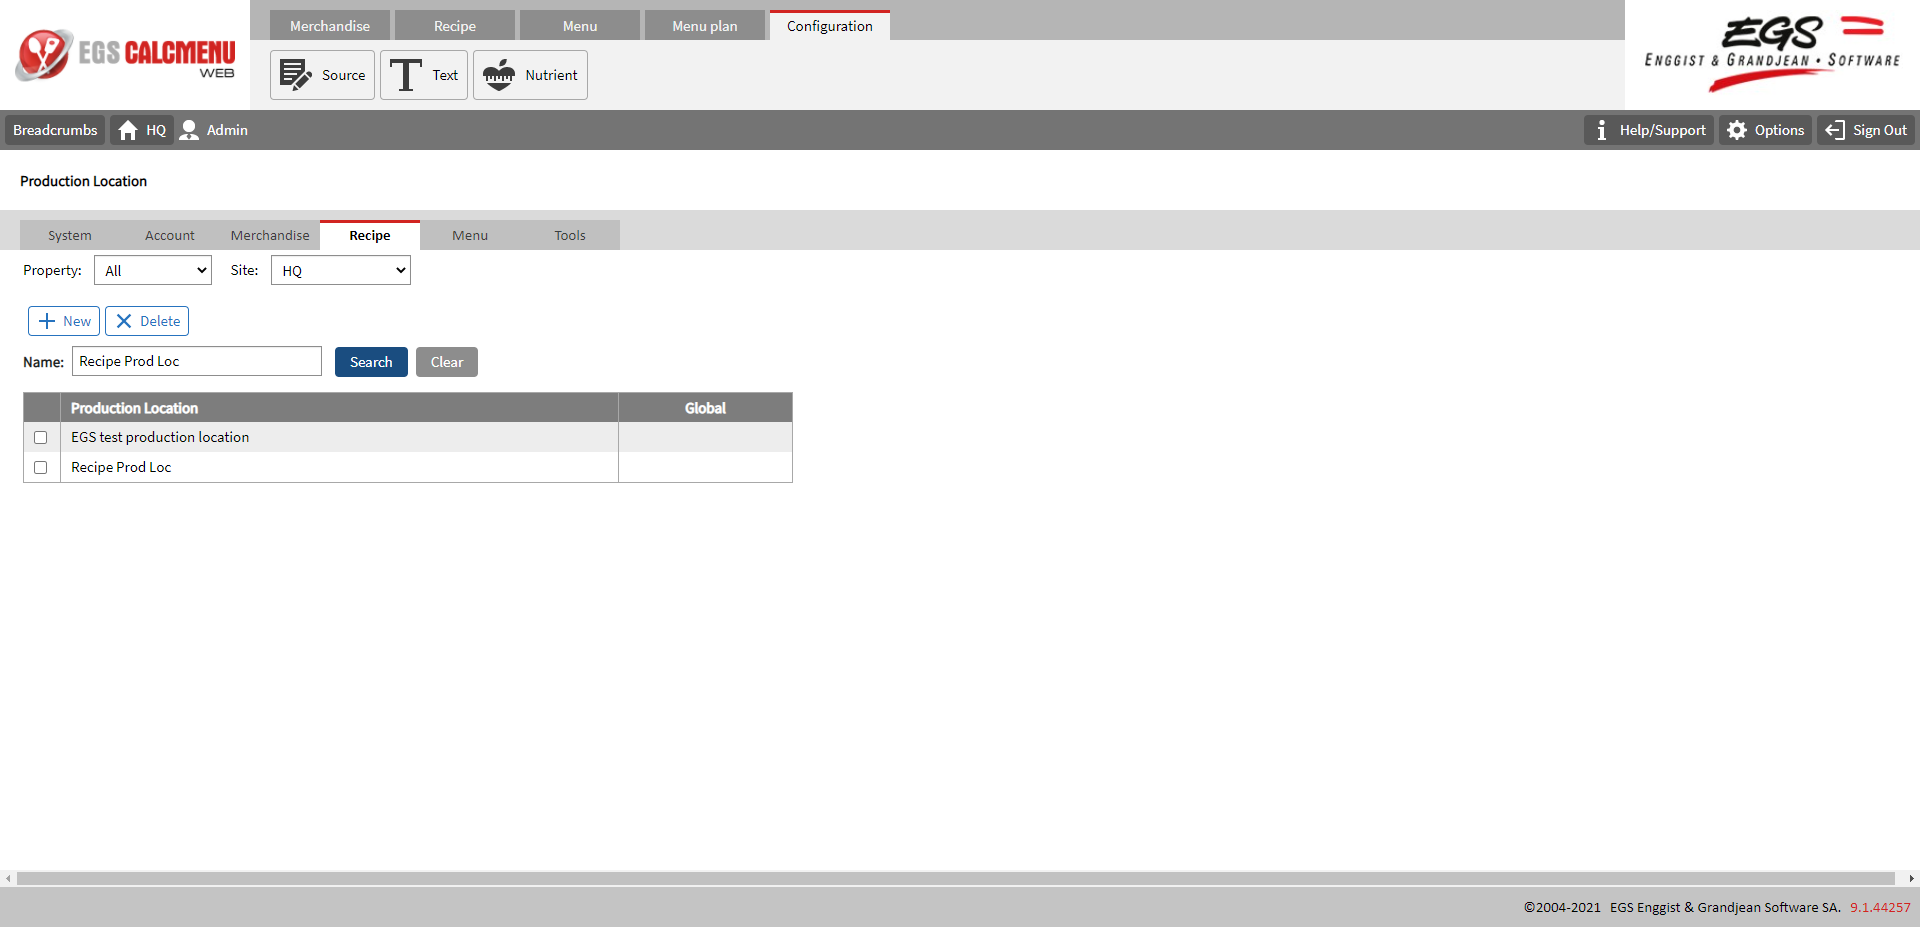 EGS CALCMENU
WEB
Merchandise Recipe Menu Menu plan Configuration
Source Text Nutrient
EGS
ENGGIST & GRANDJEAN • SOFTWARE
Breadcrumbs HQ Admin Help/Support Options Sign Out
Production Location
System Account Merchandise Recipe Menu Tools
Property: All Site: HQ
New Delete
Name: Recipe Prod Loc Search Clear
Production Location Global
EGS test production location
Recipe Prod Loc
©2004-2021 EGS Enggist & Grandjean Software SA. 9.1.44257